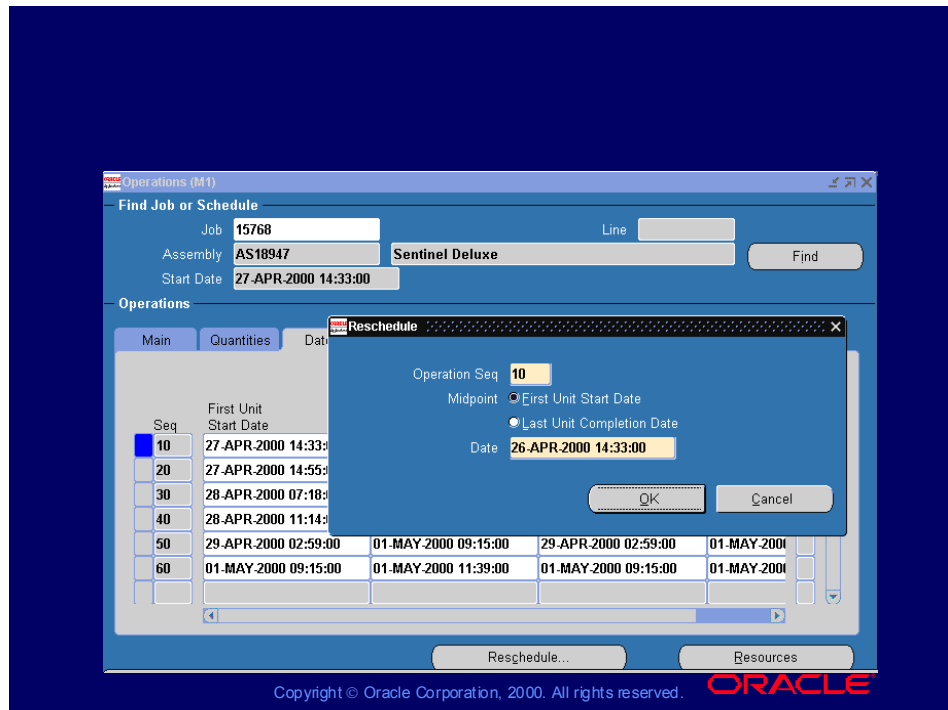 Operations (M1)
Find Job or Schedule
Job 15768 Line
Assembly AS18947 Sentinel Deluxe Find
Start Date 27-APR-2000 14:33:00
Operations
Main Quantities
Reschedule
Operation Seq 10
Midpoint First Unit Start Date
Last Unit Completion Date
Date 26-APR-2000 14:33:00
OK Cancel
First Unit
Seq Start Date
10 27-APR-2000 14:33:
20 27-APR-2000 14:55:
30 28-APR-2000 07:18:
40 28-APR-2000 11:14:
50 29-APR-2000 02:59:00 01-MAY-2000 09:15:00 29-APR-2000 02:59:00 01-MAY-200
60 01-MAY-2000 09:15:00 01-MAY-2000 11:39:00 01-MAY-2000 09:15:00 01-MAY-200
Reschedule... Resources
Copyright © Oracle Corporation, 2000. All rights reserved. ORACLE